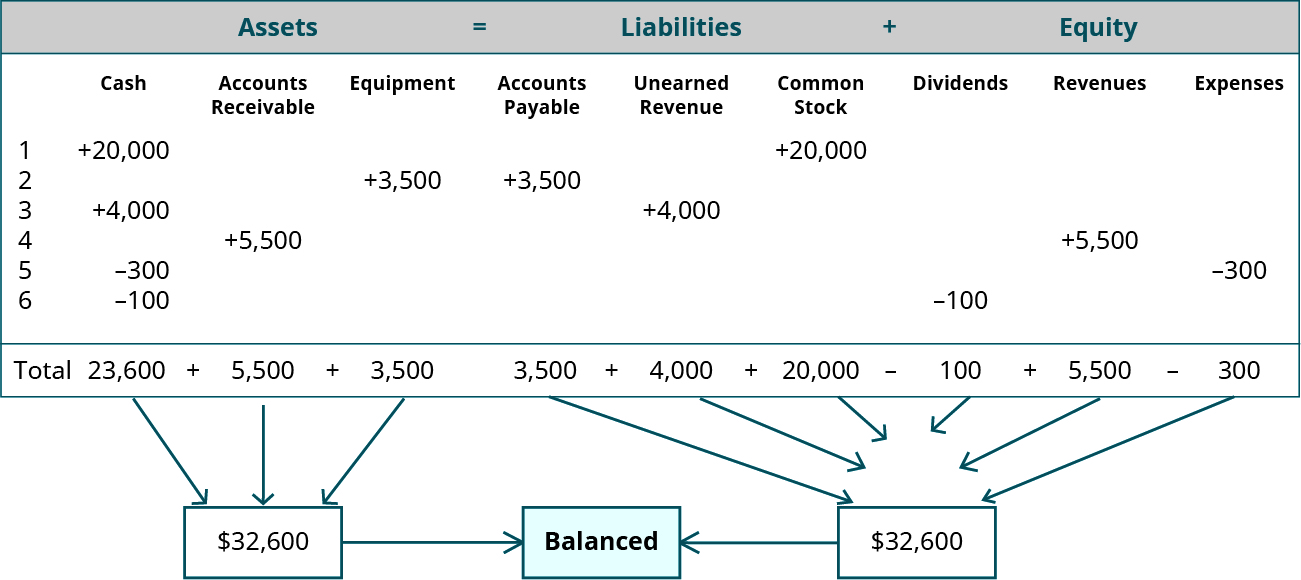 Assets = Liabilities + Equity
Cash Accounts Receivable Equipment Accounts Payable Unearned Revenue Common Stock Dividends Revenues Expenses
1 +20,000 +20,000
2 +3,500 +3,500
3 +4,000 +4,000
4 +5,500 +5,500
5 –300 –300
6 –100 –100
Total 23,600 + 5,500 + 3,500 3,500 + 4,000 + 20,000 – 100 + 5,500 – 300
$32,600 Balanced $32,600